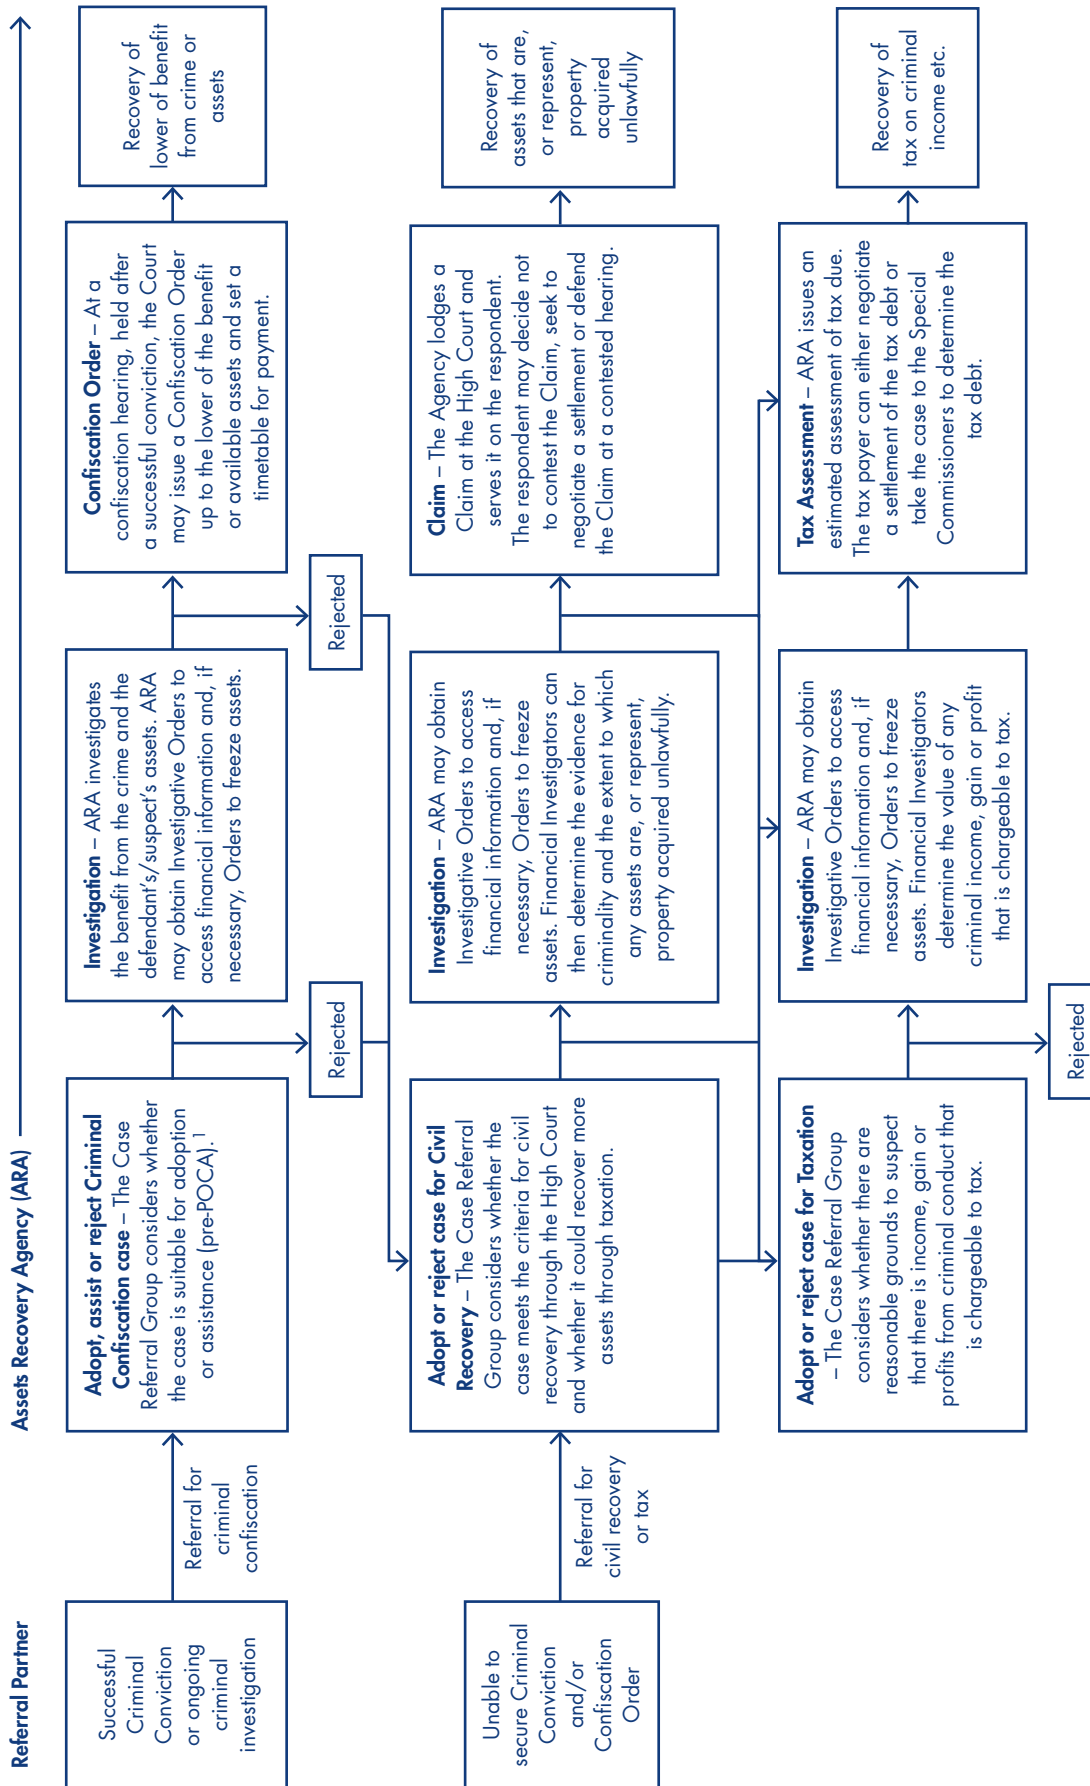 Referral Partner
Assets Recovery Agency (ARA)
Successful
Criminal
Conviction
or ongoing
criminal
investigation
Referral for
criminal
confiscation
Adopt, assist or reject Criminal
Confiscation case – The Case
Referral Group considers whether
the case is suitable for adoption
or assistance (pre-POCA).1
Rejected
Investigation – ARA investigates
the benefit from the crime and the
defendant's/suspect's assets. ARA
may obtain Investigative Orders to
access financial information and, if
necessary, Orders to freeze assets.
Rejected
Confiscation Order – At a
confiscation hearing, held after
a successful conviction, the Court
may issue a Confiscation Order
up to the lower of the benefit
or available assets and set a
timetable for payment.
Recovery of
lower of benefit
from crime or
assets
Unable to
secure Criminal
Conviction
and/or
Confiscation
Order
Referral for
civil recovery
or tax
Adopt or reject case for Civil
Recovery – The Case Referral
Group considers whether the
case meets the criteria for civil
recovery through the High Court
and whether it could recover more
assets through taxation.
Investigation – ARA may obtain
Investigative Orders to access
financial information and, if
necessary, Orders to freeze
assets. Financial Investigators can
then determine the evidence for
criminality and the extent to which
any assets are, or represent,
property acquired unlawfully.
Claim – The Agency lodges a
Claim at the High Court and
serves it on the respondent.
The respondent may decide not
to contest the Claim, seek to
negotiate a settlement or defend
the Claim at a contested hearing.
Recovery of
assets that are,
or represent,
property
acquired
unlawfully
Adopt or reject case for Taxation
– The Case Referral Group
considers whether there are
reasonable grounds to suspect
that there is income, gain or
profits from criminal conduct that
is chargeable to tax.
Rejected
Investigation – ARA may obtain
Investigative Orders to access
financial information and, if
necessary, Orders to freeze
assets. Financial Investigators
determine the value of any
criminal income, gain or profit
that is chargeable to tax.
Tax Assessment – ARA issues an
estimated assessment of tax due.
The tax payer can either negotiate
a settlement of the tax debt or
take the case to the Special
Commissioners to determine the
tax debt.
Recovery of
tax on criminal
income etc.